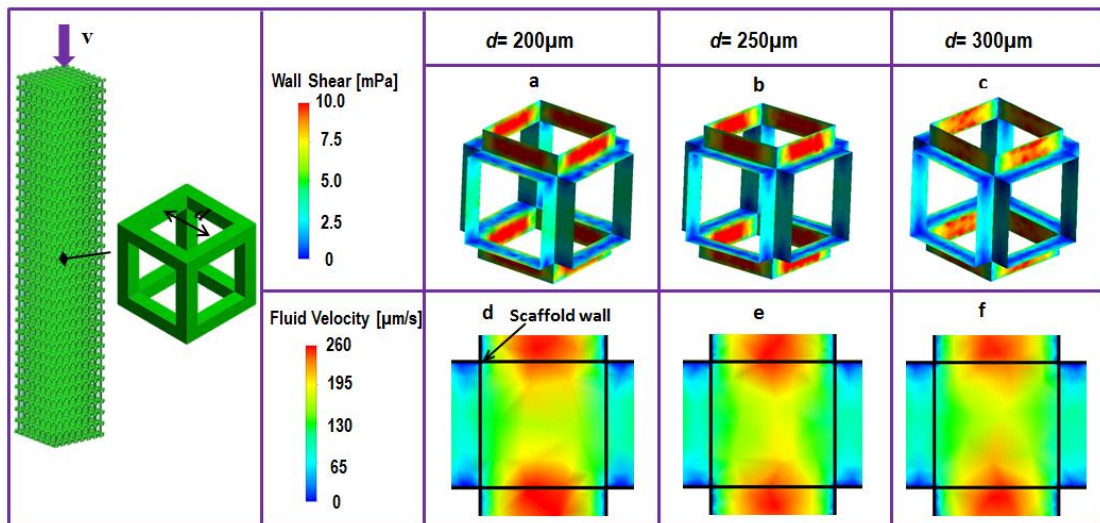 v
d
Wall Shear [mPa]
10.0
7.5
5.0
2.5
0
d= 200µm
d= 250µm
d= 300µm
a
b
c
Fluid Velocity [µm/s]
260
195
130
65
0
d
Scaffold wall
e
f